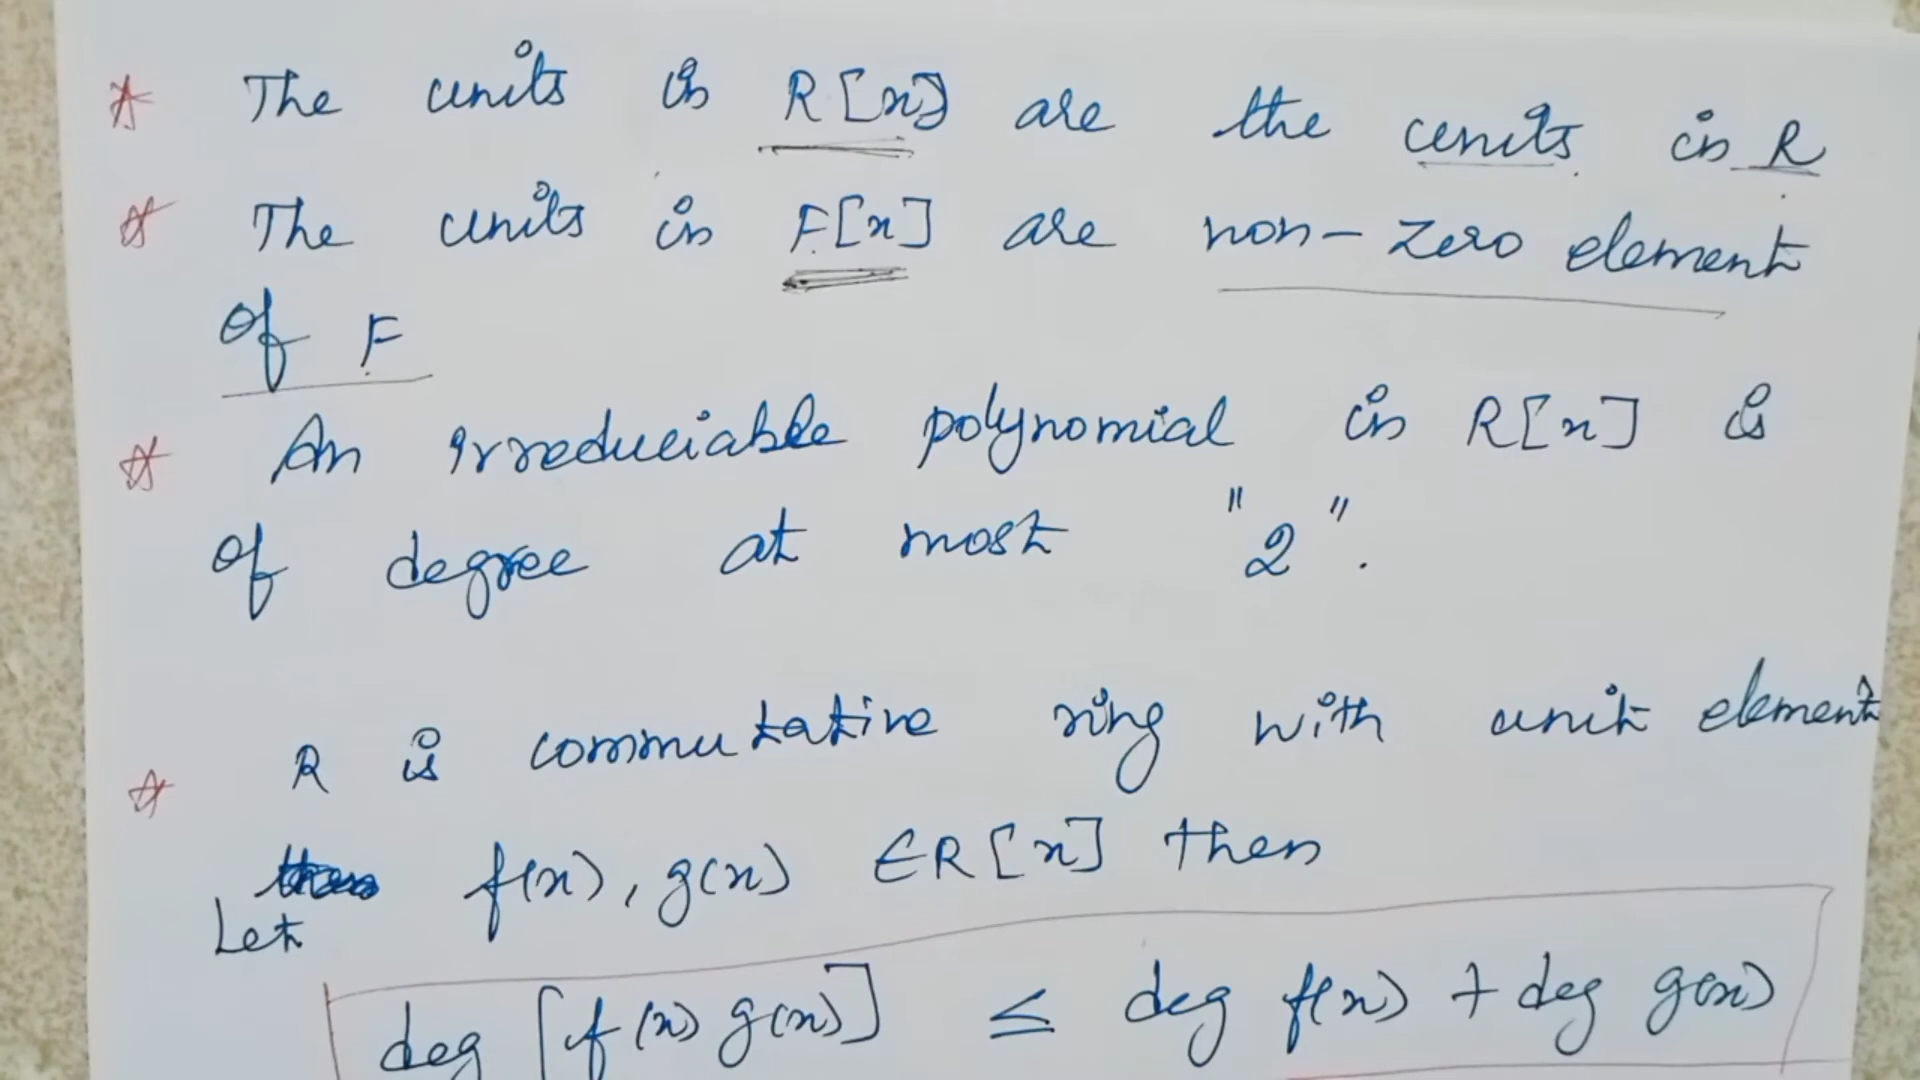 ☆ The units in R[x] are the units in R
☆ The units in F[x] are non-zero element
of F
☆ An irreduciable polynomial in R[x] is
of degree at most "2".
☆ R is commutative ring with unit element
Let f(x), g(x) ∈ R[x] then
deg [f(x) g(x)] ≤ deg f(x) + deg g(x)